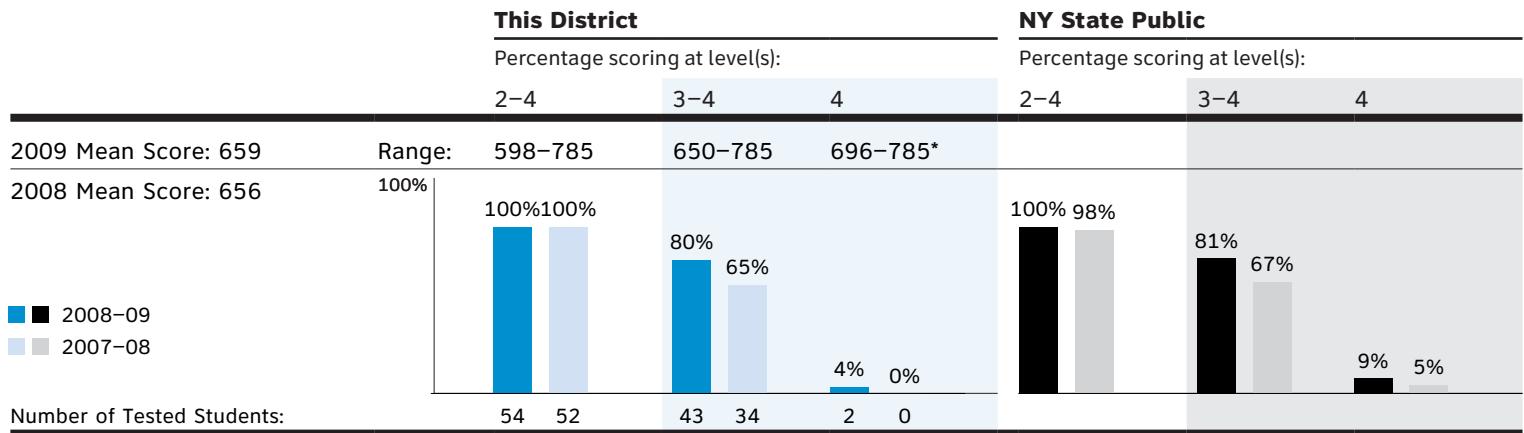 This District NY State Public
Percentage scoring at level(s): Percentage scoring at level(s):
2–4 3–4 4 2–4 3–4 4
2009 Mean Score: 659 Range: 598–785 650–785 696–785*
2008 Mean Score: 656 100%
100% 100% 100% 98%
80% 81%
65% 67%
4% 0% 9% 5%
2008–09
2007–08
Number of Tested Students: 54 52 43 34 2 0